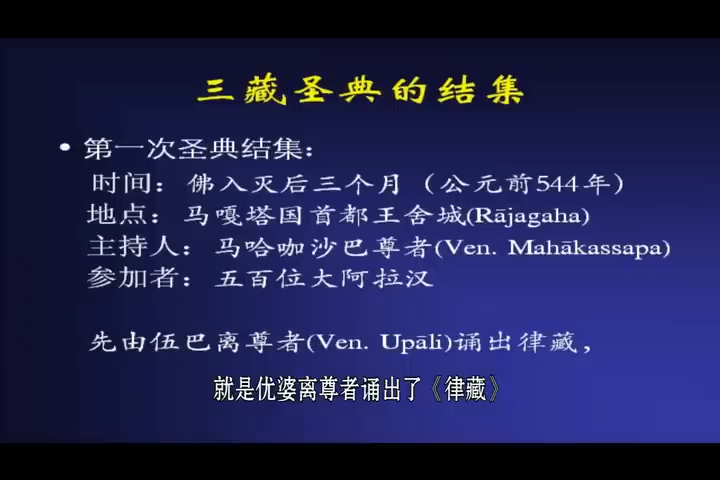 三藏圣典的结集
• 第一次圣典结集：
时间：佛入灭后三个月（公元前544年）
地点：马嘎塔国首都王舍城(Rājagaha)
主持人：马哈咖沙巴尊者(Ven. Mahākassapa)
参加者：五百位大阿拉汉
先由伍巴离尊者(Ven. Upāli)诵出律藏，
就是优婆离尊者诵出了《律藏》